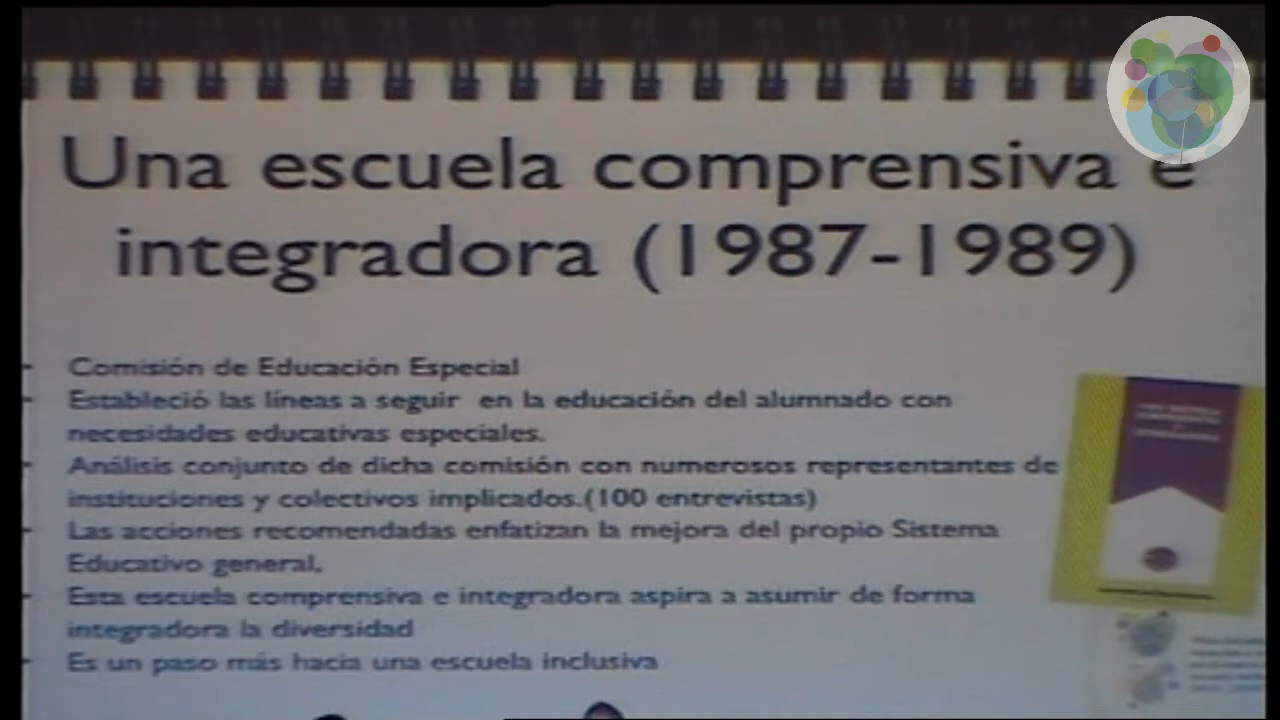 Una escuela comprensiva e
integradora (1987-1989)
- Comisión de Educación Especial
- Estableció las líneas a seguir en la educación del alumnado con
necesidades educativas especiales.
- Análisis conjunto de dicha comisión con numerosos representantes de
instituciones y colectivos implicados.(100 entrevistas)
- Las acciones recomendadas enfatizan la mejora del propio Sistema
Educativo general,
- Esta escuela comprensiva e integradora aspira a asumir de forma
integradora la diversidad
- Es un paso más hacia una escuela inclusiva